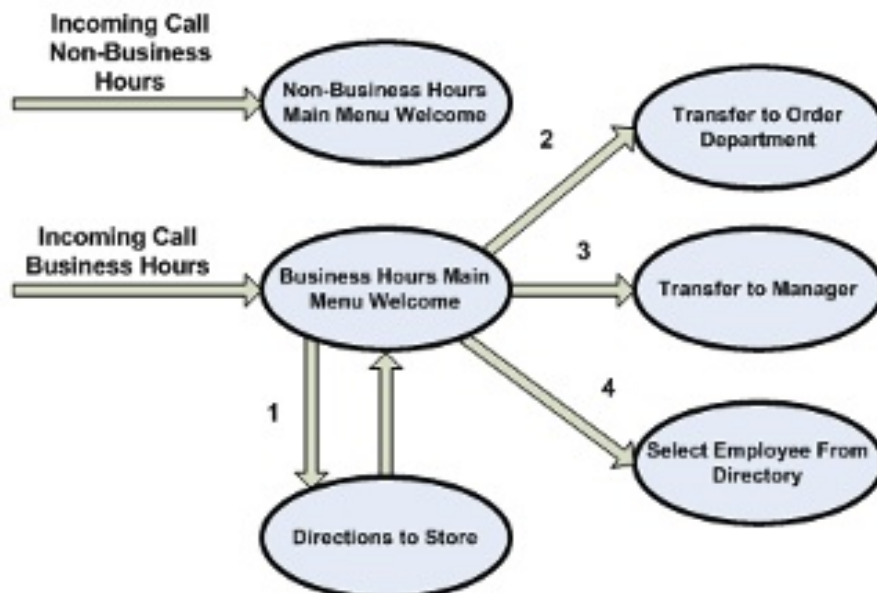 Incoming Call
Non-Business
Hours
Non-Business Hours
Main Menu Welcome
2
Transfer to Order
Department
Incoming Call
Business Hours
Business Hours Main
Menu Welcome
3
Transfer to Manager
1
4
Select Employee From
Directory
Directions to Store